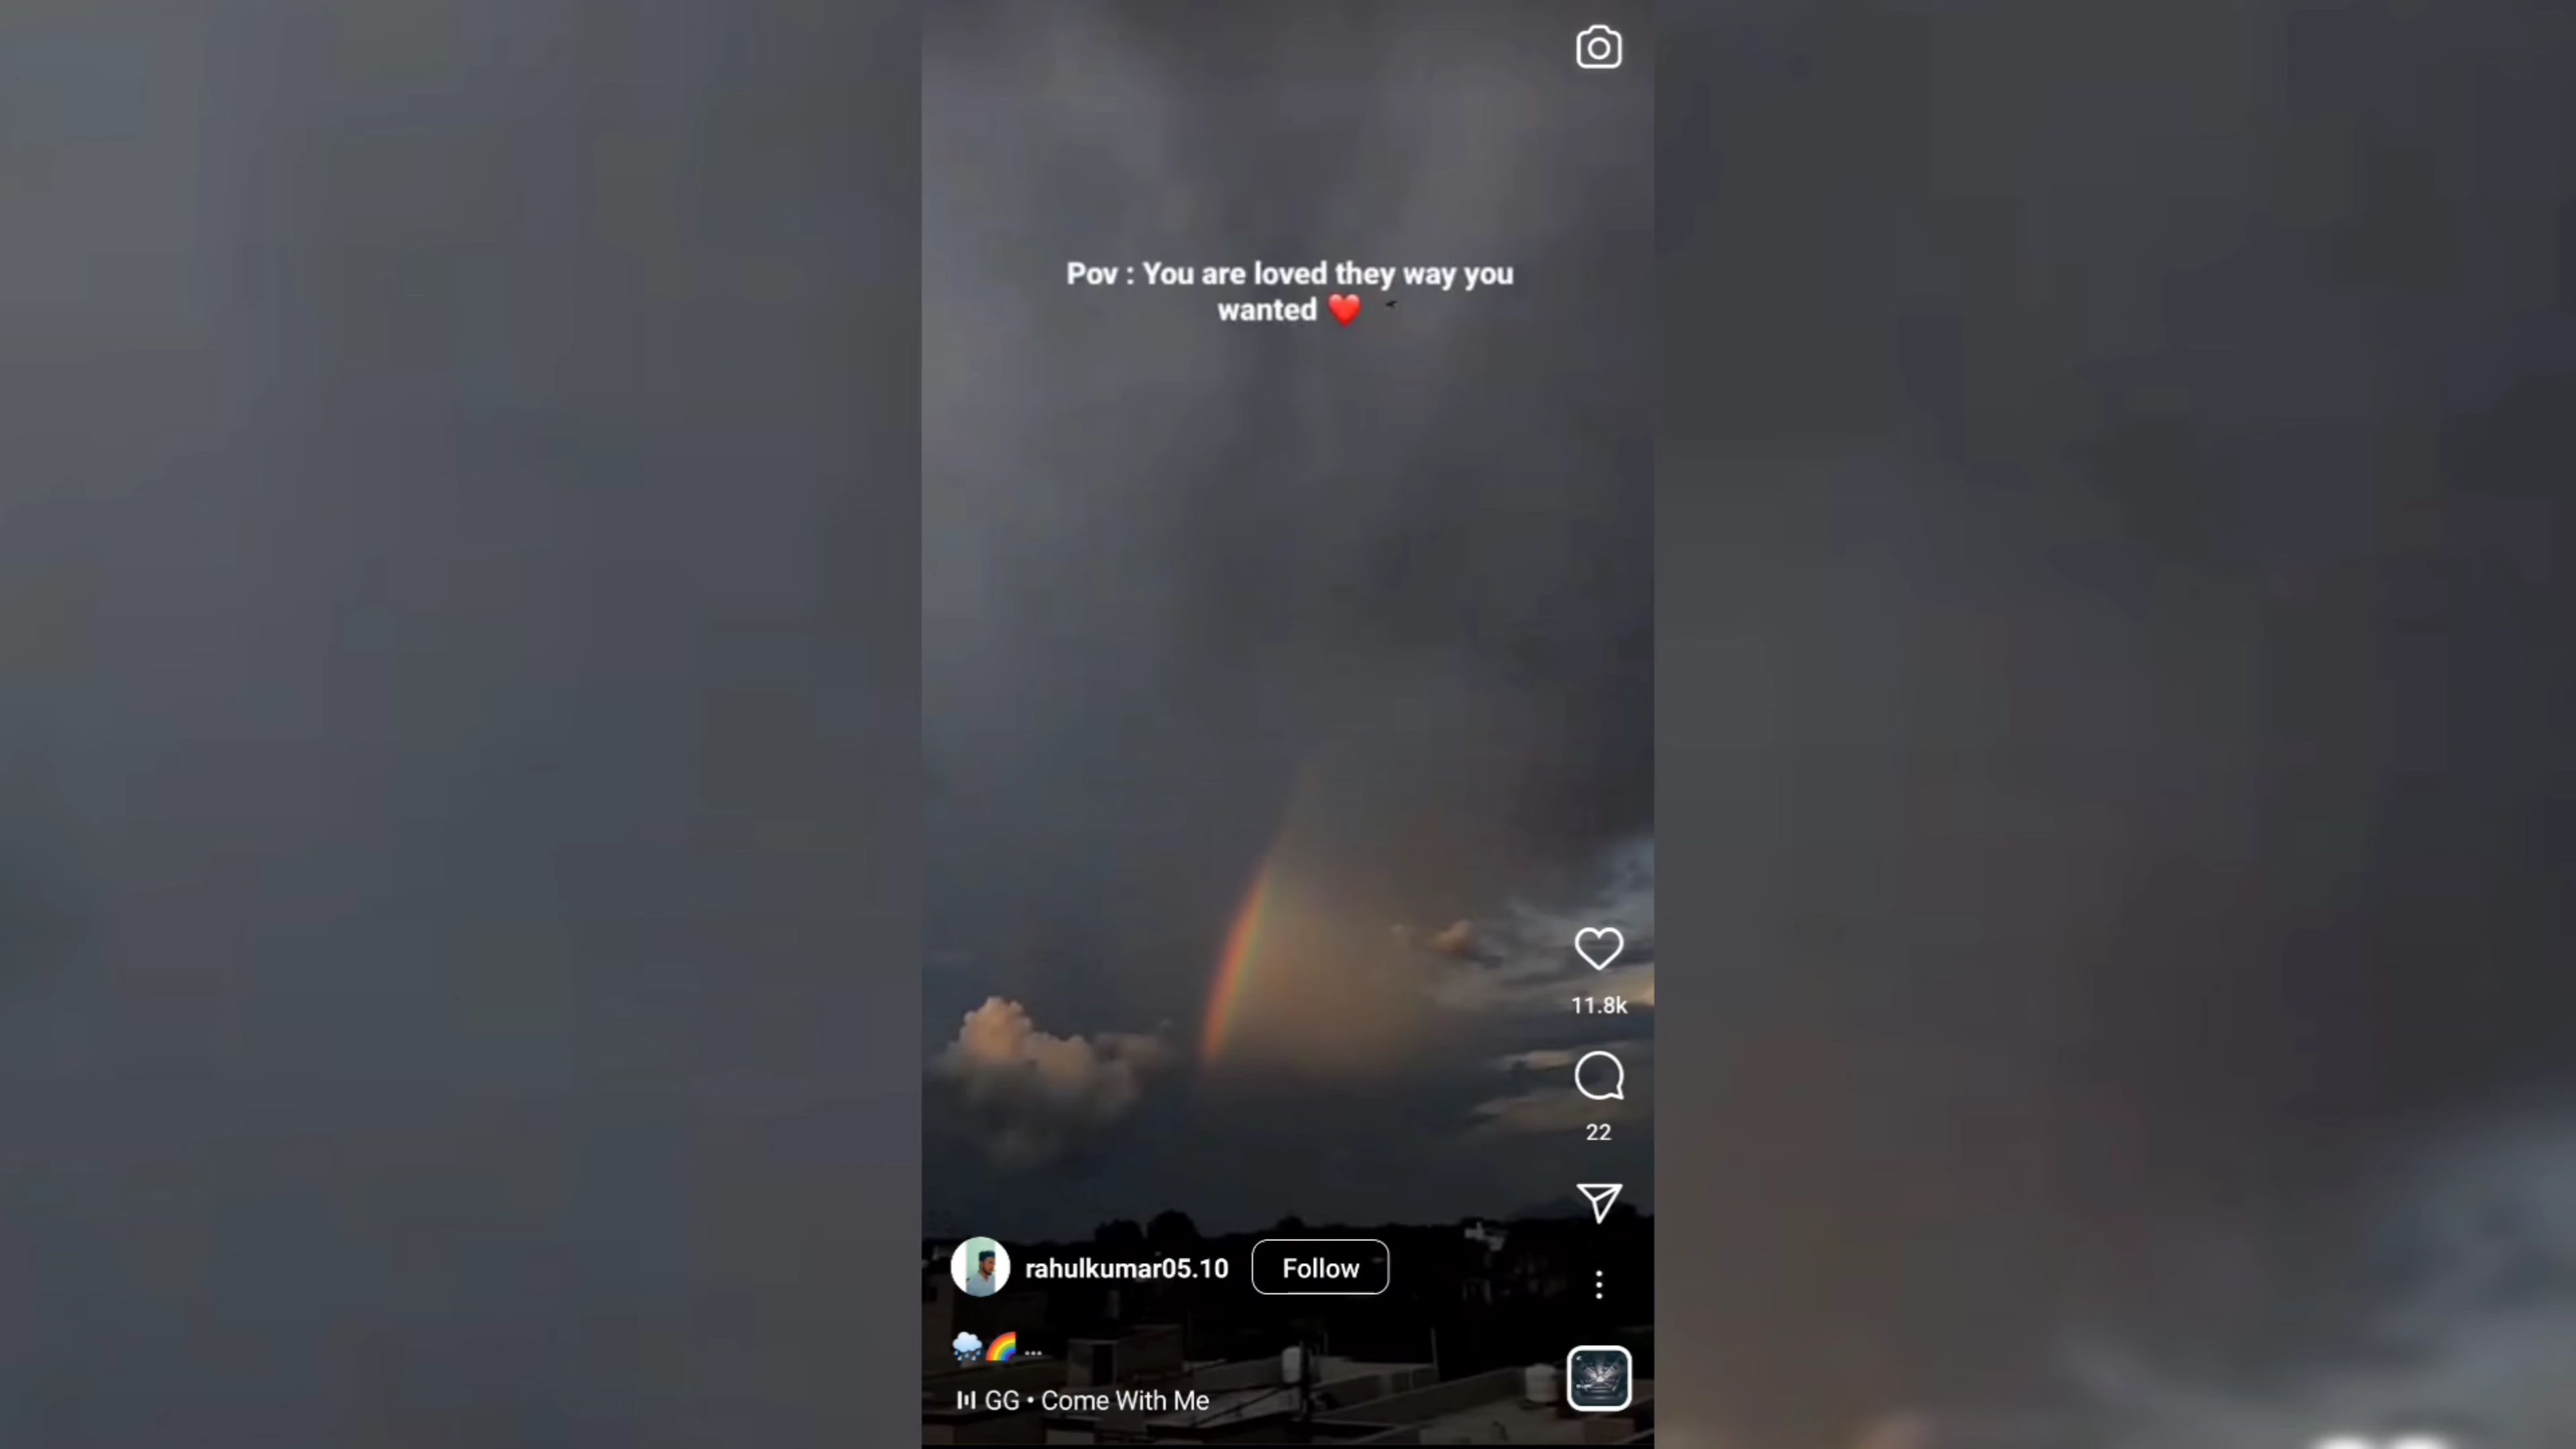 Pov : You are loved they way you
wanted ❤️
11.8k
22
rahulkumar05.10
Follow
🌧️🌈 ...
GG • Come With Me